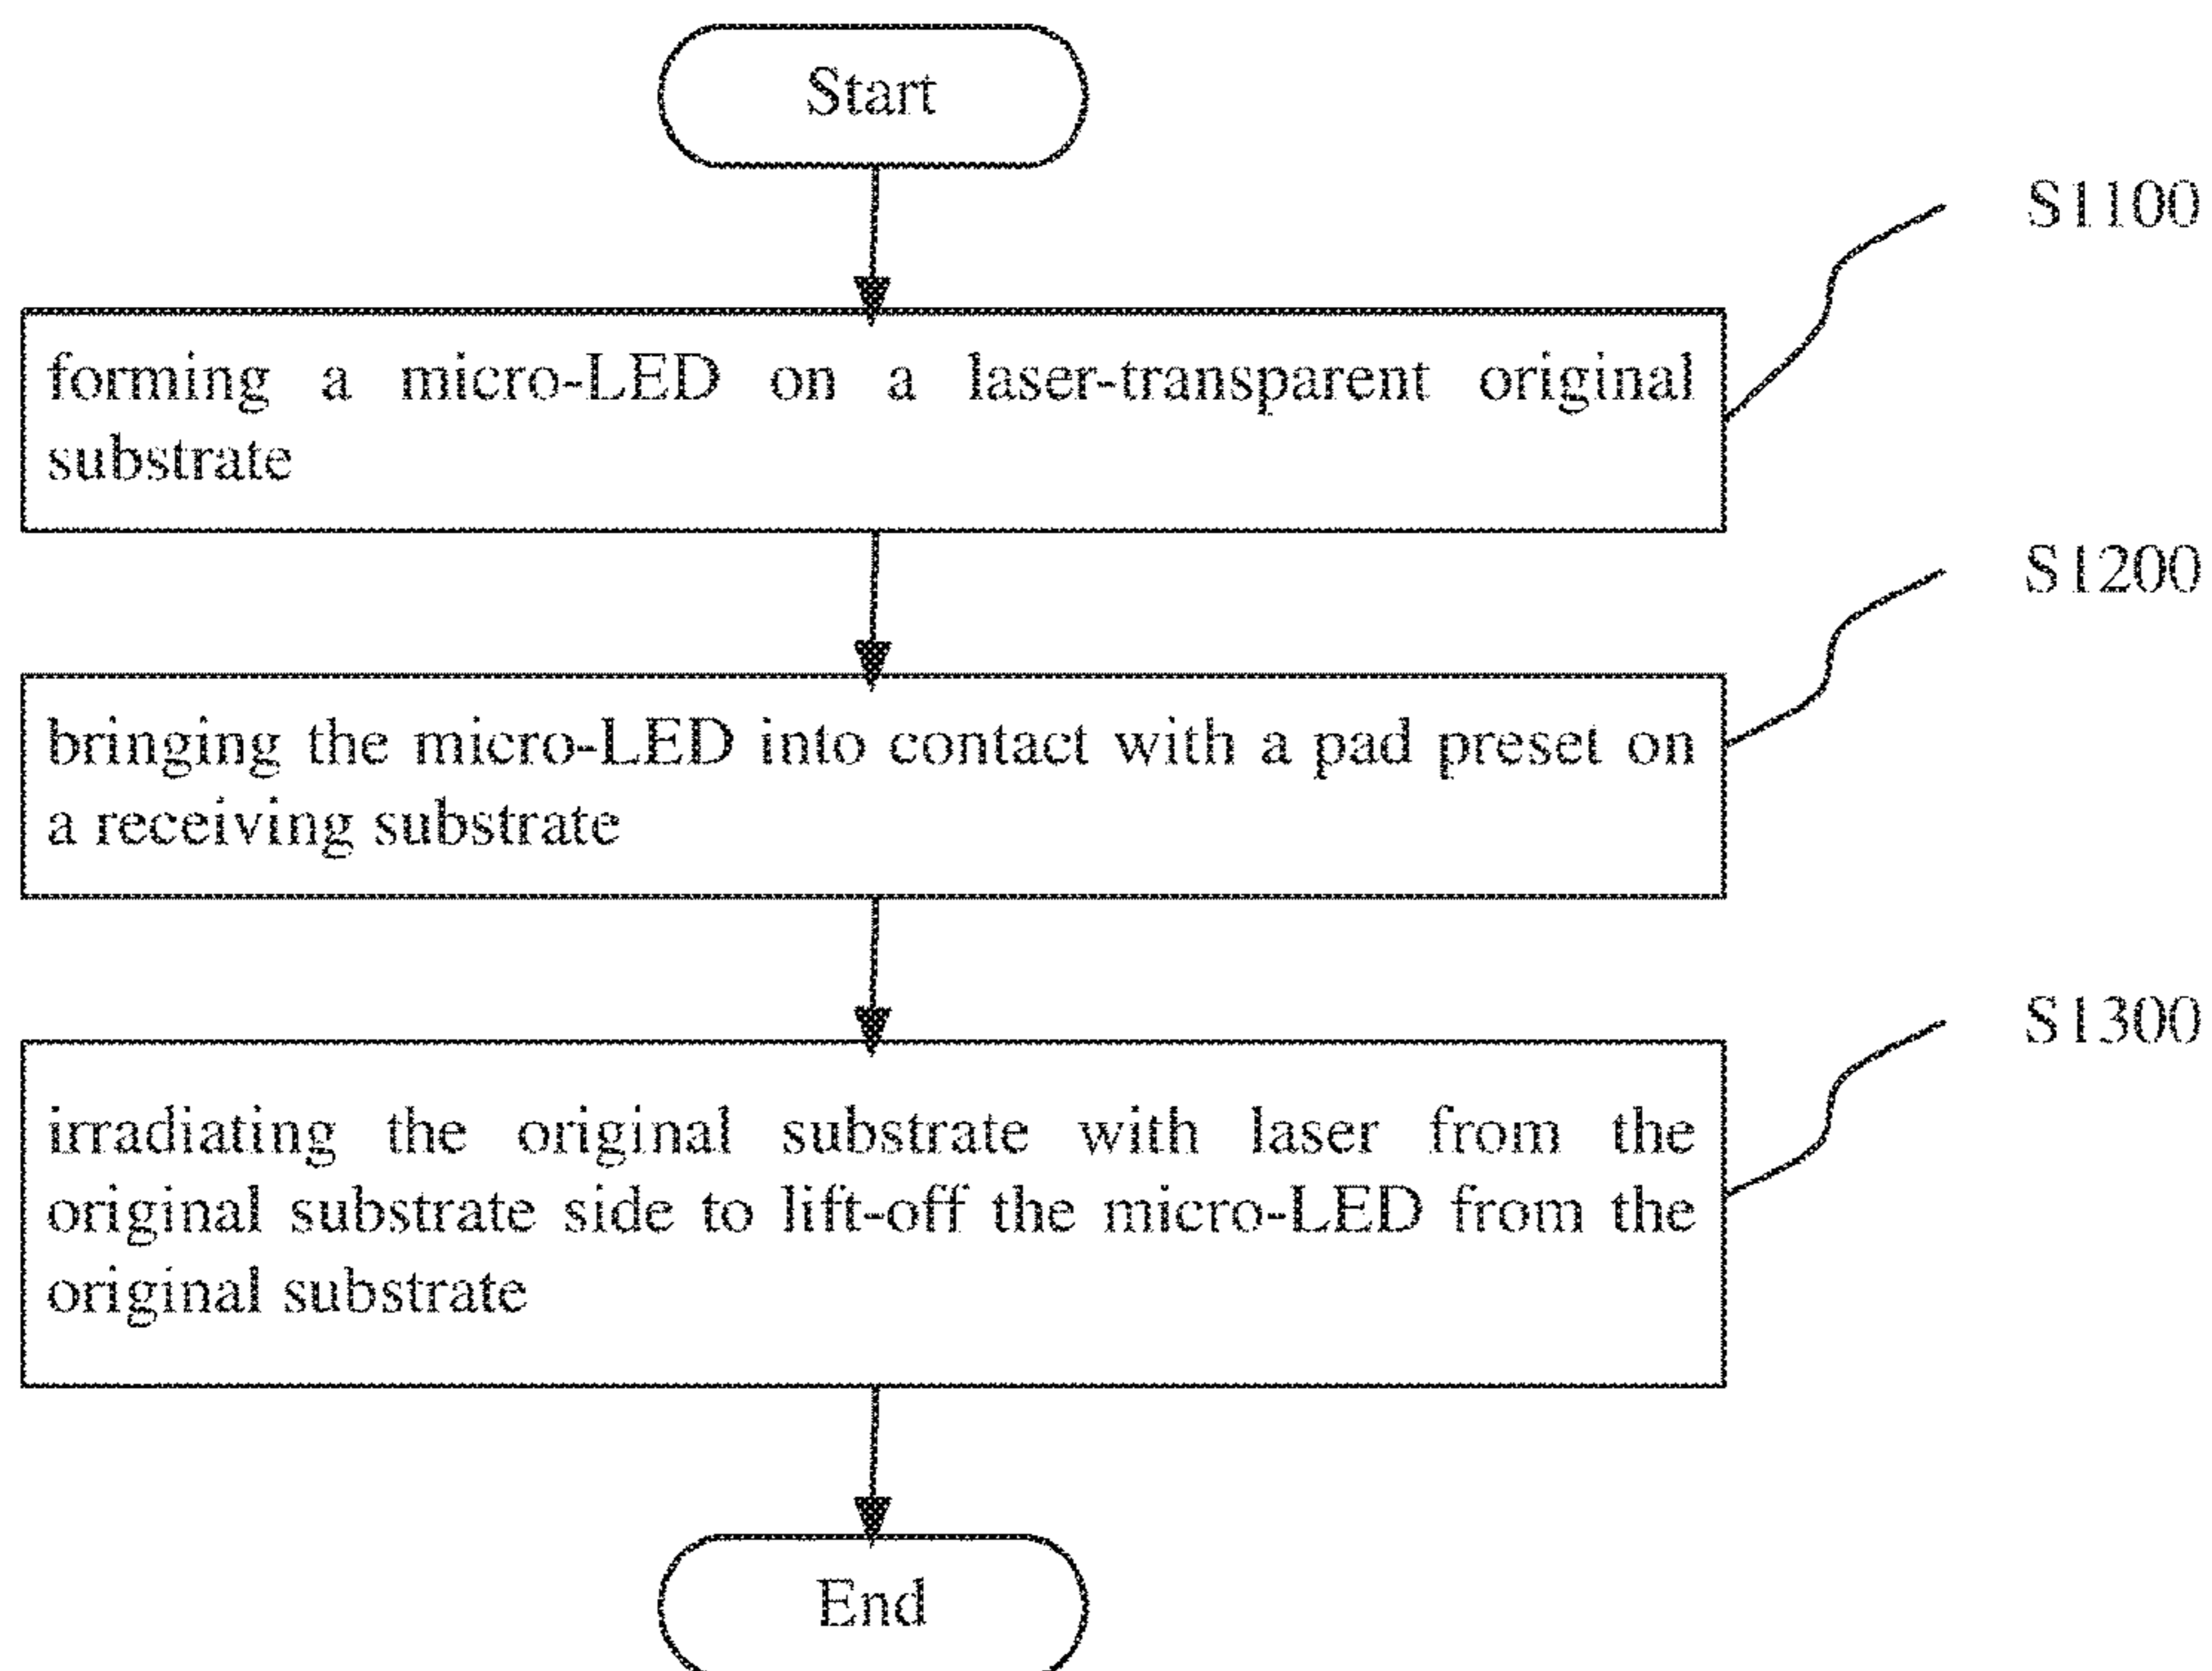 Start
S1100
forming a micro-LED on a laser-transparent original
substrate
S1200
bringing the micro-LED into contact with a pad preset on
a receiving substrate
S1300
irradiating the original substrate with laser from the
original substrate side to lift-off the micro-LED from the
original substrate
End